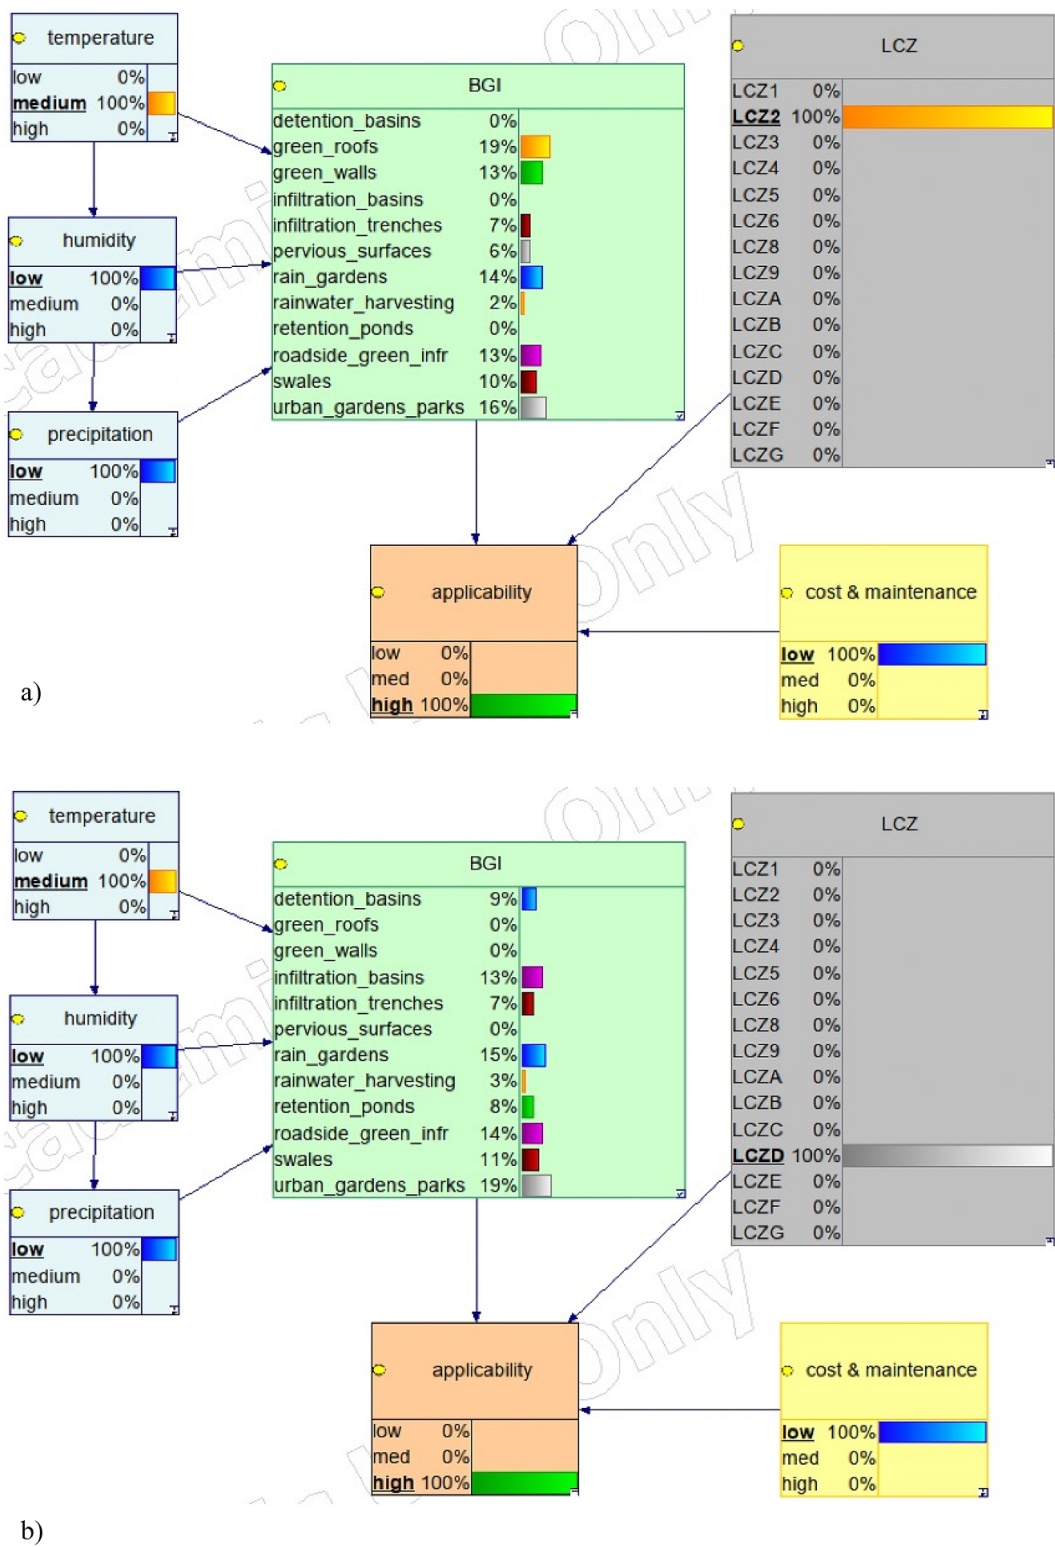 temperature
low 0%
medium 100%
high 0%
humidity
low 100%
medium 0%
high 0%
precipitation
low 100%
medium 0%
high 0%
BGI
detention_basins 0%
green_roofs 19%
green_walls 13%
infiltration_basins 0%
infiltration_trenches 7%
pervious_surfaces 6%
rain_gardens 14%
rainwater_harvesting 2%
retention_ponds 0%
roadside_green_infr 13%
swales 10%
urban_gardens_parks 16%
LCZ
LCZ1 0%
LCZ2 100%
LCZ3 0%
LCZ4 0%
LCZ5 0%
LCZ6 0%
LCZ8 0%
LCZ9 0%
LCZA 0%
LCZB 0%
LCZC 0%
LCZD 0%
LCZE 0%
LCZF 0%
LCZG 0%
applicability
low 0%
med 0%
high 100%
cost & maintenance
low 100%
med 0%
high 0%
only
a)
temperature
low 0%
medium 100%
high 0%
humidity
low 100%
medium 0%
high 0%
precipitation
low 100%
medium 0%
high 0%
BGI
detention_basins 9%
green_roofs 0%
green_walls 0%
infiltration_basins 13%
infiltration_trenches 7%
pervious_surfaces 0%
rain_gardens 15%
rainwater_harvesting 3%
retention_ponds 8%
roadside_green_infr 14%
swales 11%
urban_gardens_parks 19%
LCZ
LCZ1 0%
LCZ2 0%
LCZ3 0%
LCZ4 0%
LCZ5 0%
LCZ6 0%
LCZ8 0%
LCZ9 0%
LCZA 0%
LCZB 0%
LCZC 0%
LCZD 100%
LCZE 0%
LCZF 0%
LCZG 0%
applicability
low 0%
med 0%
high 100%
cost & maintenance
low 100%
med 0%
high 0%
only
b)